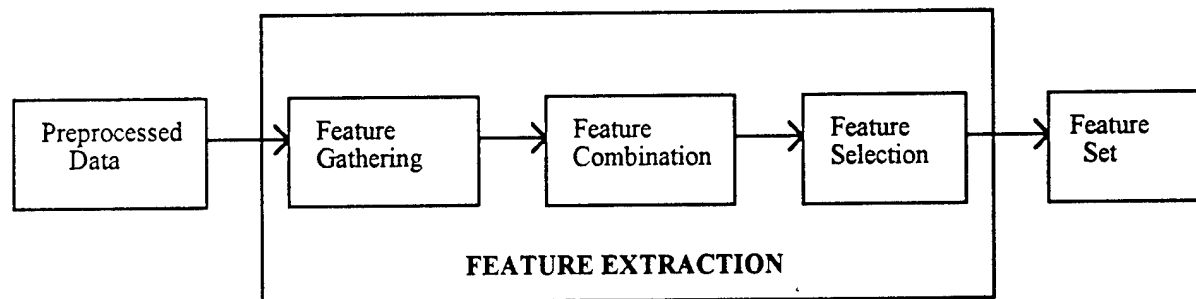 Preprocessed
Data
Feature
Gathering
Feature
Combination
Feature
Selection
Feature
Set
FEATURE EXTRACTION